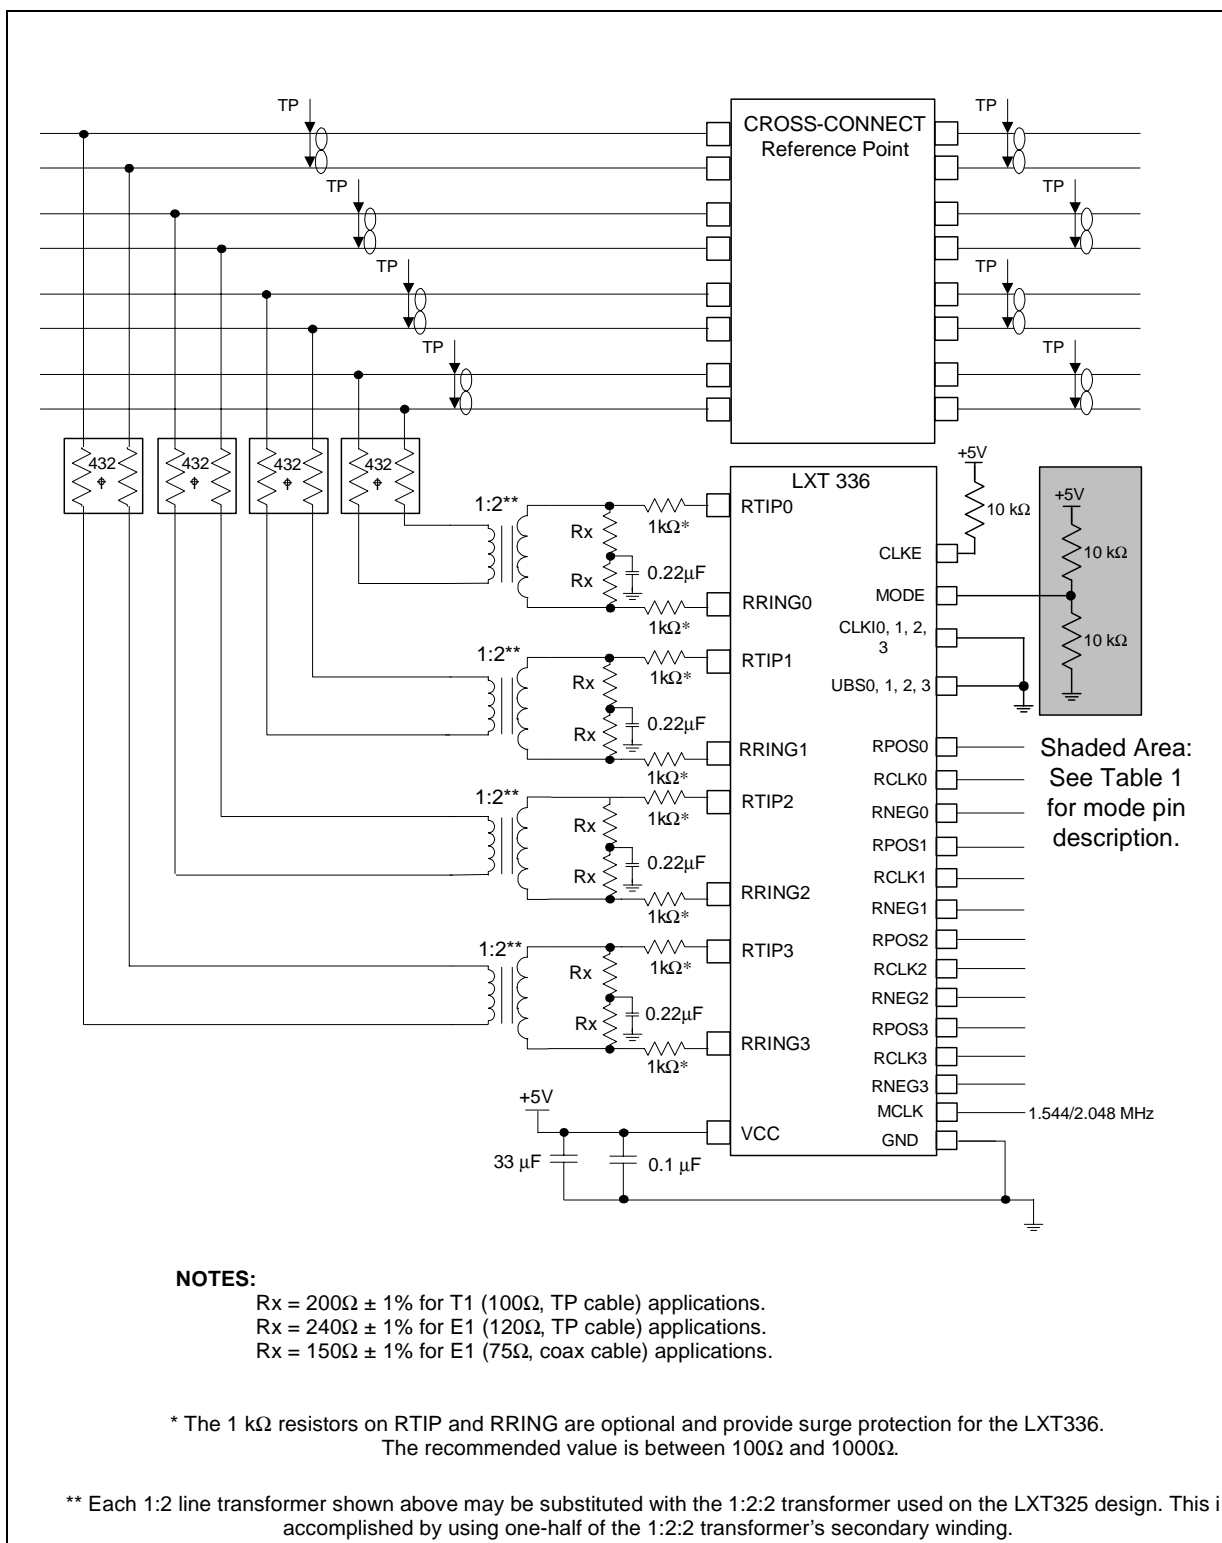 TP
TP
CROSS-CONNECT
Reference Point
TP
TP
TP
TP
TP
TP
432
432
432
432
+5V
10 kΩ
LXT 336
+5V
10 kΩ
10 kΩ
1:2**
Rx
Rx
0.22µF
1kΩ*
1kΩ*
RTIP0
RRING0
CLKE
MODE
CLKI0, 1, 2,
3
UBS0, 1, 2, 3
1:2**
Rx
Rx
0.22µF
1kΩ*
1kΩ*
RTIP1
RRING1
Shaded Area:
See Table 1
for mode pin
description.
1:2**
Rx
Rx
0.22µF
1kΩ*
1kΩ*
RTIP2
RRING2
1:2**
Rx
Rx
0.22µF
1kΩ*
1kΩ*
RTIP3
RRING3
RPOS0
RCLK0
RNEG0
RPOS1
RCLK1
RNEG1
RPOS2
RCLK2
RNEG2
RPOS3
RCLK3
RNEG3
MCLK
1.544/2.048 MHz
GND
+5V
VCC
33 µF
0.1 µF
NOTES:
Rx = 200Ω ± 1% for T1 (100Ω, TP cable) applications.
Rx = 240Ω ± 1% for E1 (120Ω, TP cable) applications.
Rx = 150Ω ± 1% for E1 (75Ω, coax cable) applications.
* The 1 kΩ resistors on RTIP and RRING are optional and provide surge protection for the LXT336.
The recommended value is between 100Ω and 1000Ω.
** Each 1:2 line transformer shown above may be substituted with the 1:2:2 transformer used on the LXT325 design. This i
accomplished by using one-half of the 1:2:2 transformer's secondary winding.